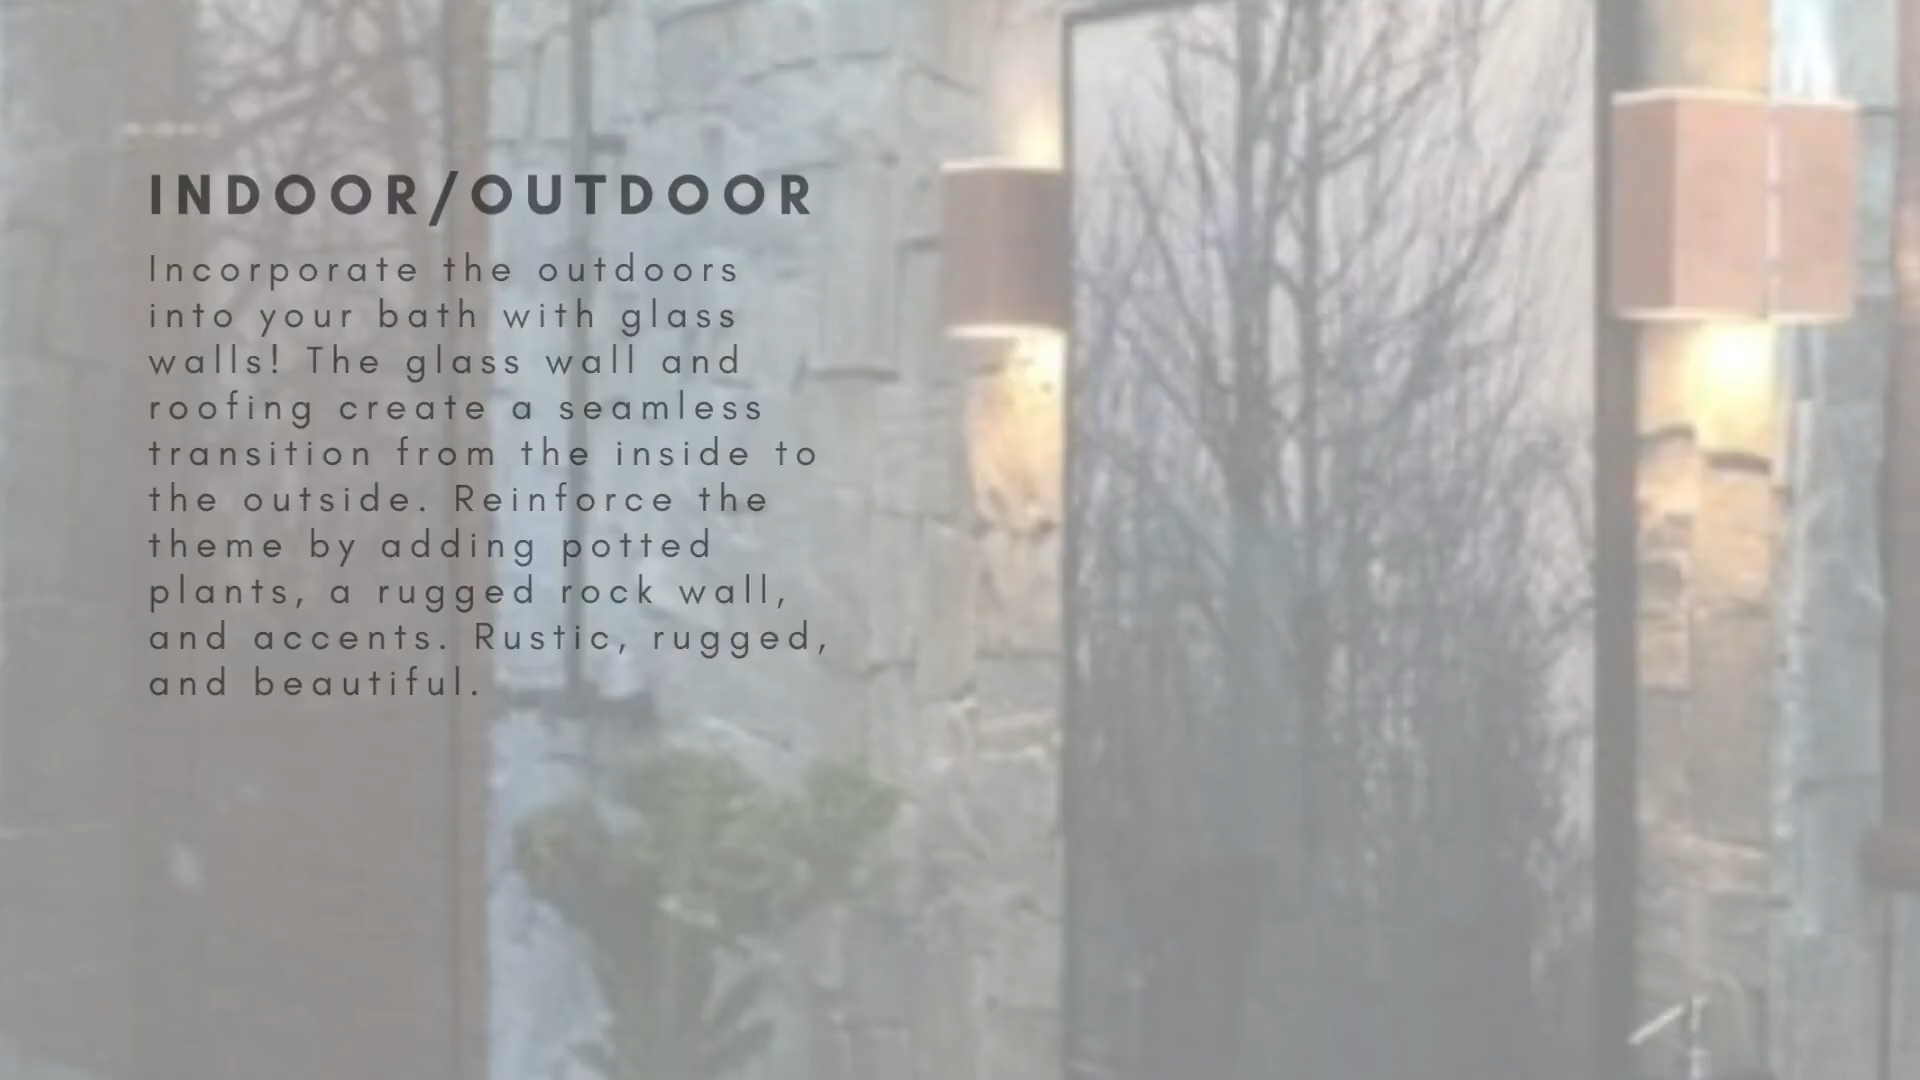 INDOOR/OUTDOOR
Incorporate the outdoors
into your bath with glass
walls! The glass wall and
roofing create a seamless
transition from the inside to
the outside. Reinforce the
theme by adding potted
plants, a rugged rock wall,
and accents. Rustic, rugged,
and beautiful.